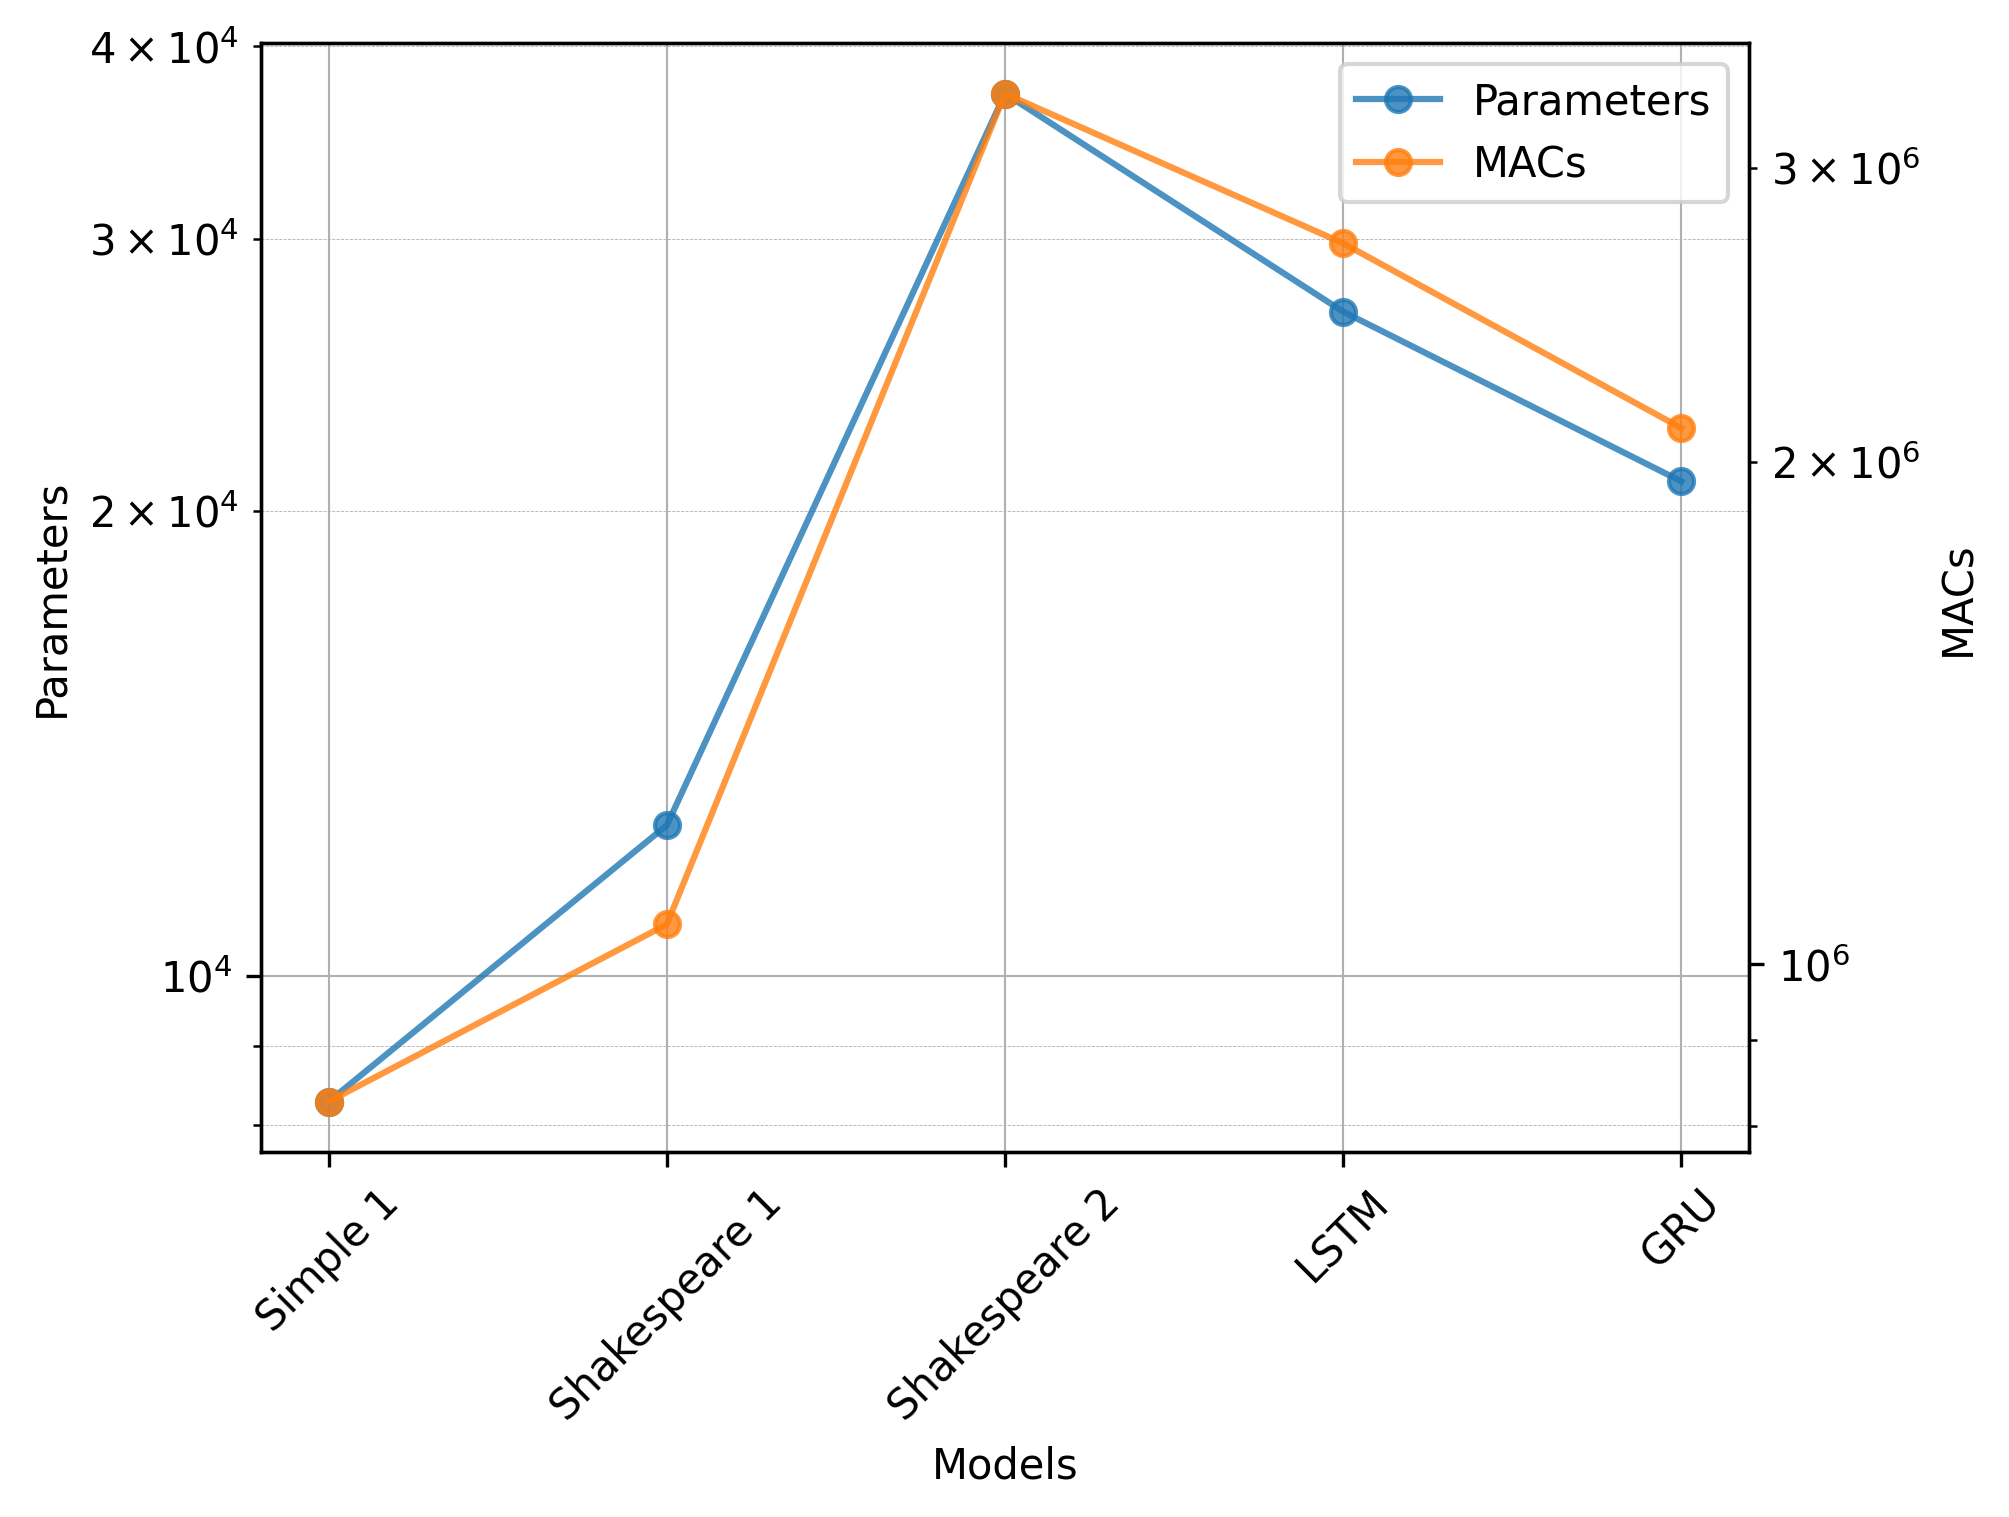 4 × 10⁴
3 × 10⁴
2 × 10⁴
10⁴
Parameters
Parameters
MACs
3 × 10⁶
2 × 10⁶
10⁶
MACs
Simple 1
Shakespeare 1
Shakespeare 2
LSTM
GRU
Models